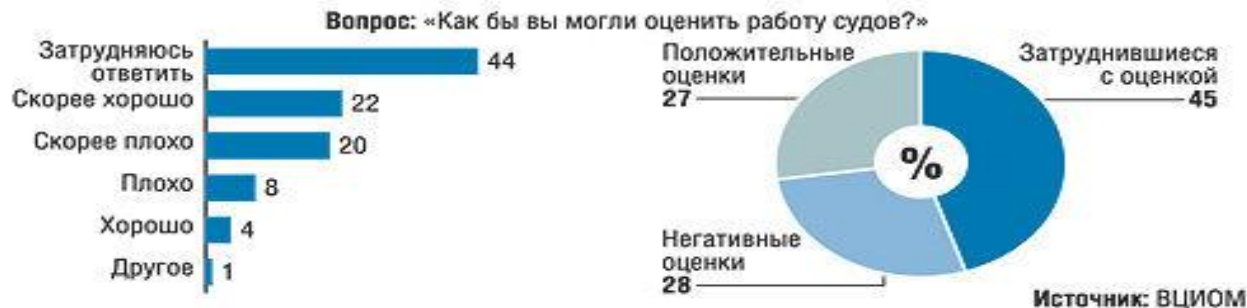 Вопрос: «Как бы вы могли оценить работу судов?»
Затрудняюсь
ответить
44
Скорее хорошо
22
Скорее плохо
20
Плохо
8
Хорошо
4
Другое
1
Положительные
оценки
27
Затруднившиеся
с оценкой
45
%
Негативные
оценки
28
Источник: ВЦИОМ